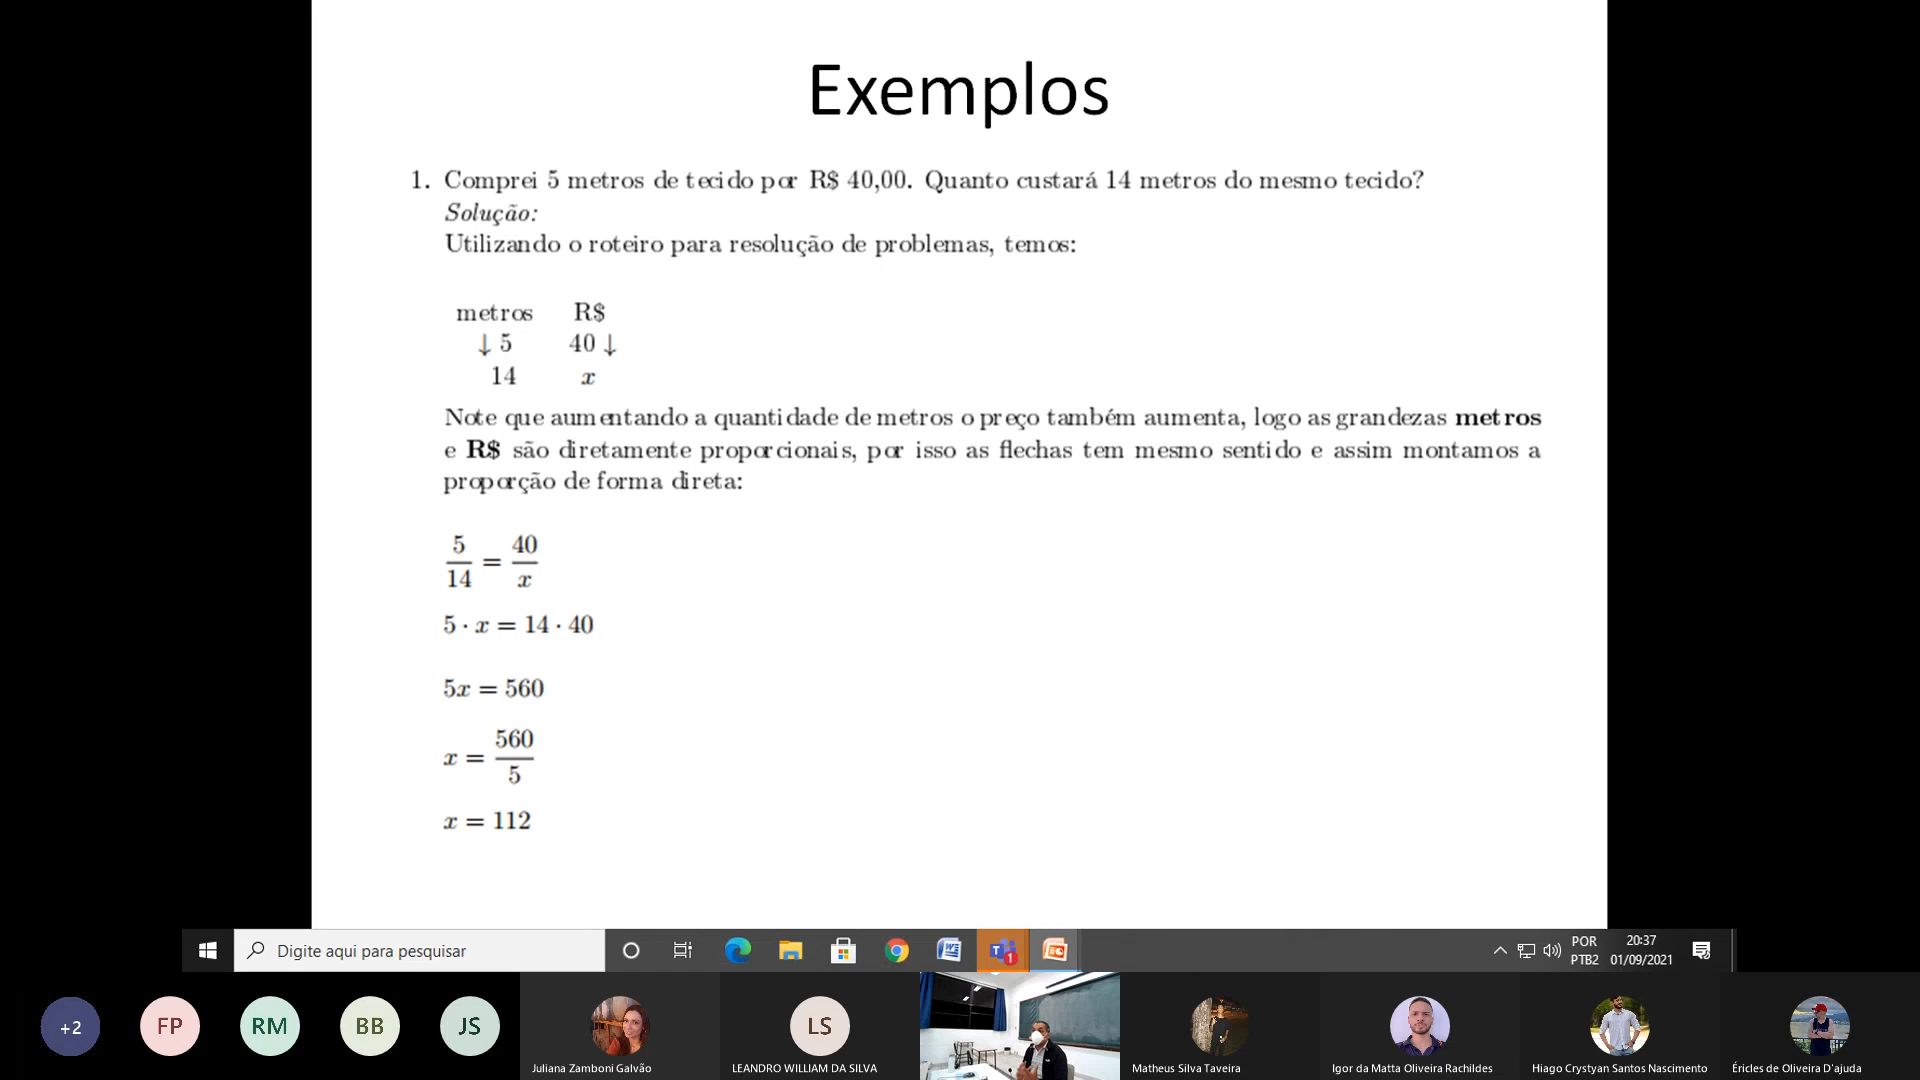 Exemplos
1. Comprei 5 metros de tecido por R$ 40,00. Quanto custará 14 metros do mesmo tecido?
Solução:
Utilizando o roteiro para resolução de problemas, temos:
metros R$
↓ 5 40 ↓
14 x
Note que aumentando a quantidade de metros o preço também aumenta, logo as grandezas metros
e R$ são diretamente proporcionais, por isso as flechas tem mesmo sentido e assim montamos a
proporção de forma direta:
5/14 = 40/x
5 · x = 14 · 40
5x = 560
x = 560/5
x = 112
Digite aqui para pesquisar
1
POR 20:37
PTB2 01/09/2021
+2 FP RM BB JS LS
Juliana Zamboni Galvão LEANDRO WILLIAM DA SILVA Matheus Silva Taveira Igor da Matta Oliveira Rachildes Hiago Crystyan Santos Nascimento Éricles de Oliveira D'ajuda